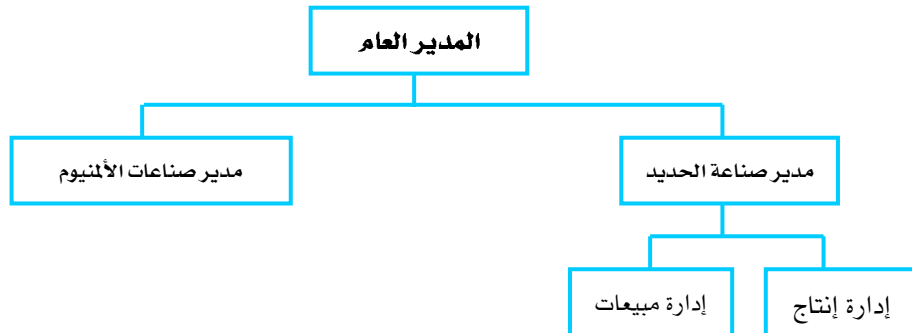 المدير العام
مدير صناعة الحديد
مدير صناعات الألمنيوم
إدارة إنتاج
إدارة مبيعات